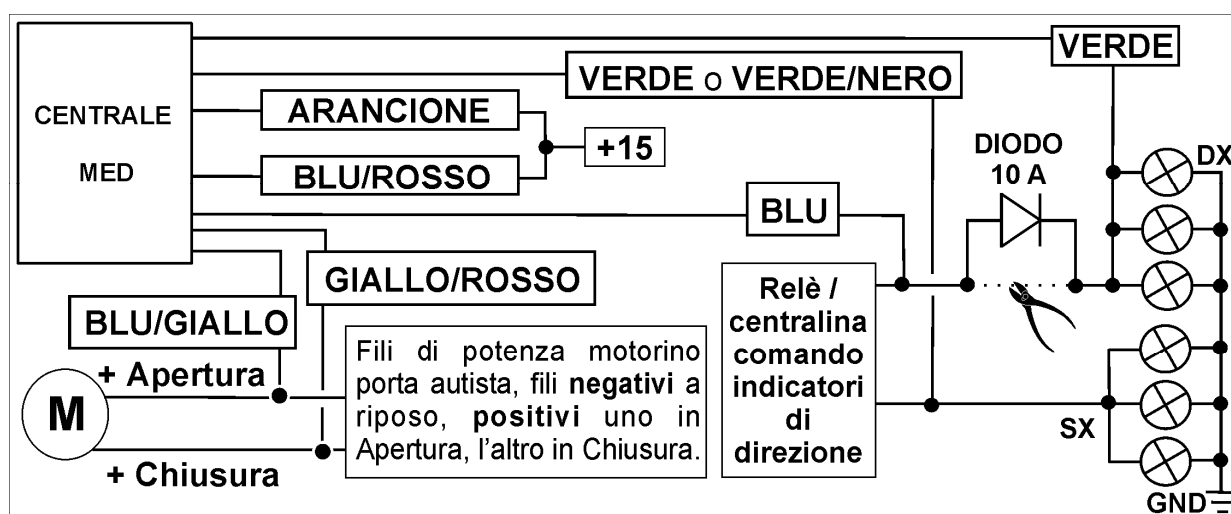 VERDE
VERDE o VERDE/NERO
CENTRALE
MED
ARANCIONE
+15
BLU/ROSSO
DIODO
10 A
DX
BLU
GIALLO/ROSSO
BLU/GIALLO
+ Apertura
M
+ Chiusura
Fili di potenza motorino
porta autista, fili negativi a
riposo, positivi uno in
Apertura, l'altro in Chiusura.
Relè /
centralina
comando
indicatori
di
direzione
SX
GND